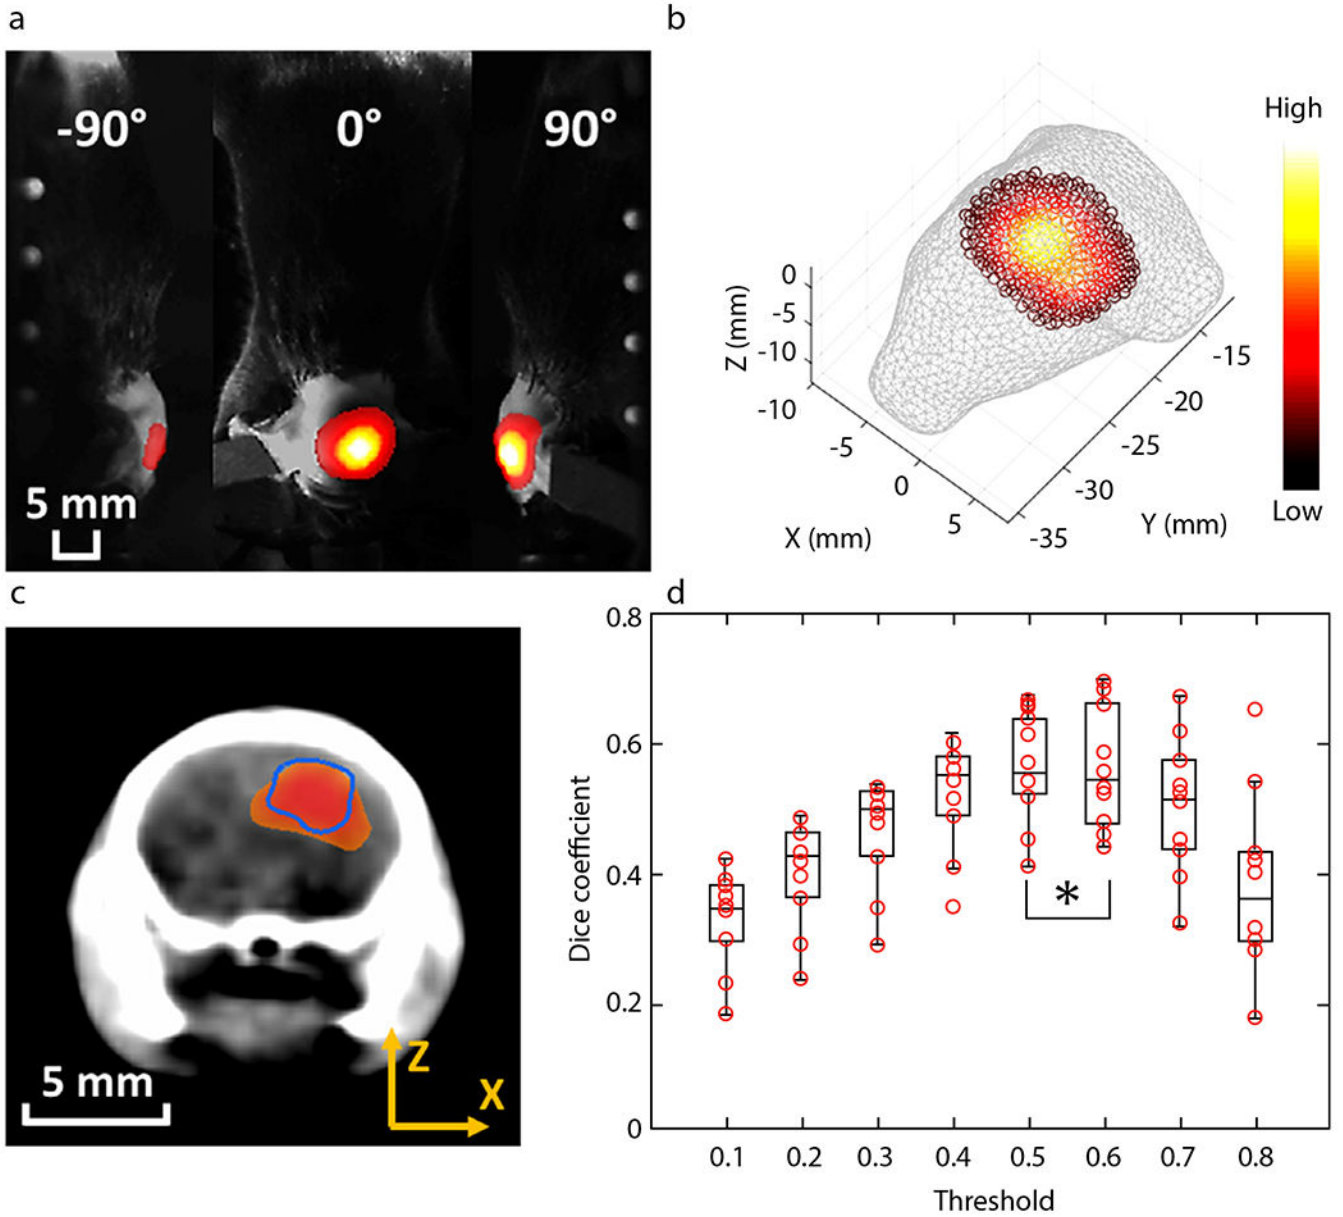 a
-90° 0° 90°
5 mm
b
High
Low
0
-5
-10
Z (mm)
-10
-5
0
5
X (mm)
-15
-20
-25
-30
-35
Y (mm)
c
5 mm
Z
X
d
0.8
0.6
0.4
0.2
0
Dice coefficient
*
0.1 0.2 0.3 0.4 0.5 0.6 0.7 0.8
Threshold